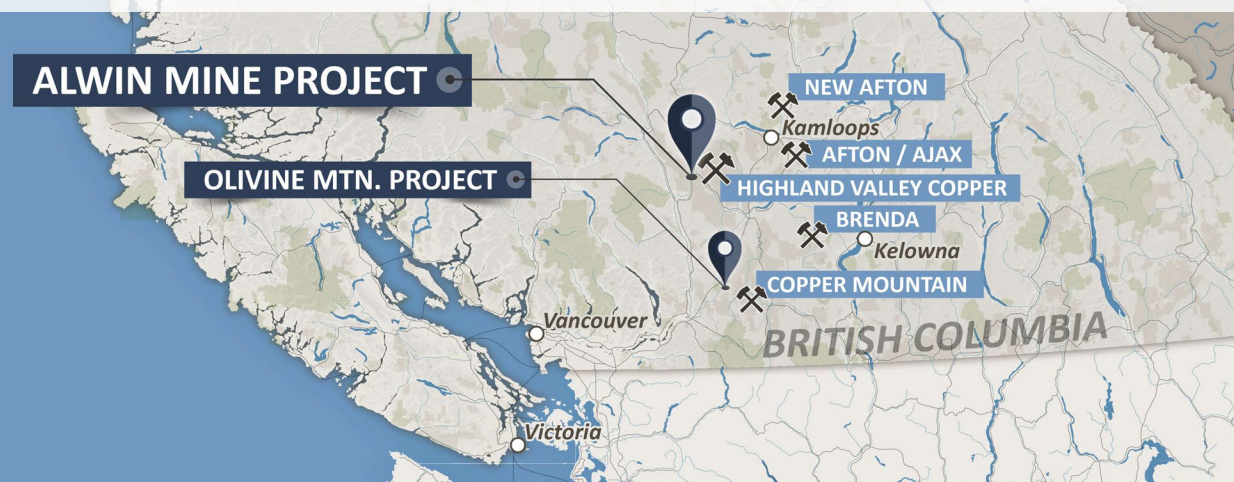 ALWIN MINE PROJECT
NEW AFTON
Kamloops
AFTON / AJAX
OLIVINE MTN. PROJECT
HIGHLAND VALLEY COPPER
BRENDA
Kelowna
COPPER MOUNTAIN
Vancouver
BRITISH COLUMBIA
Victoria